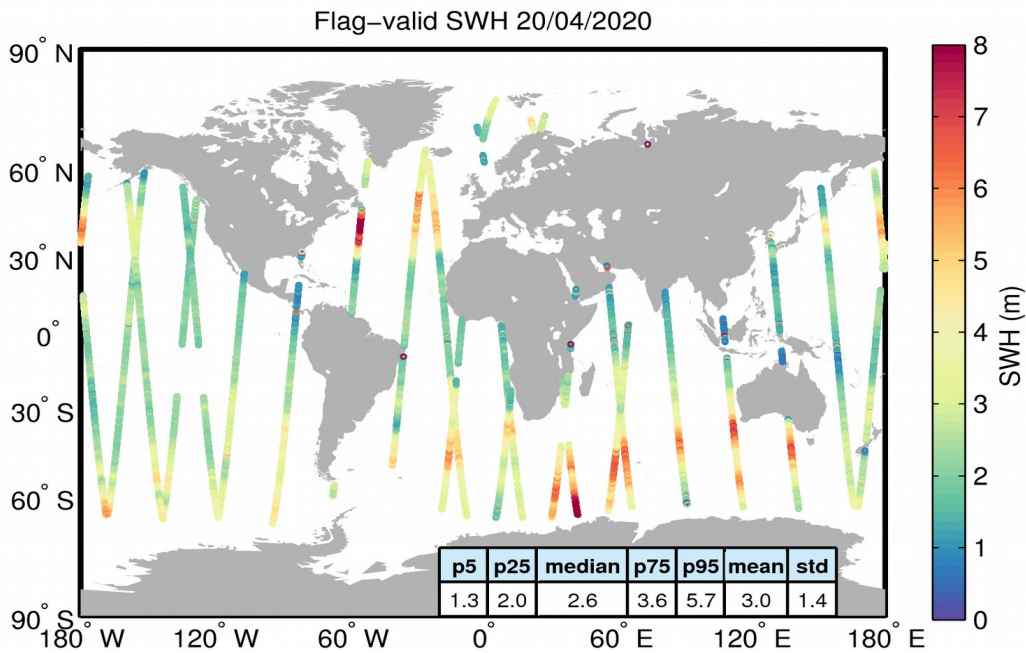 Flag–valid SWH 20/04/2020
90° N
60° N
30° N
0°
30° S
60° S
90° S
180° W
120° W
60° W
0°
60° E
120° E
180° E
8
7
6
5
4
3
2
1
0
SWH (m)
p5 p25 median p75 p95 mean std
1.3 2.0 2.6 3.6 5.7 3.0 1.4